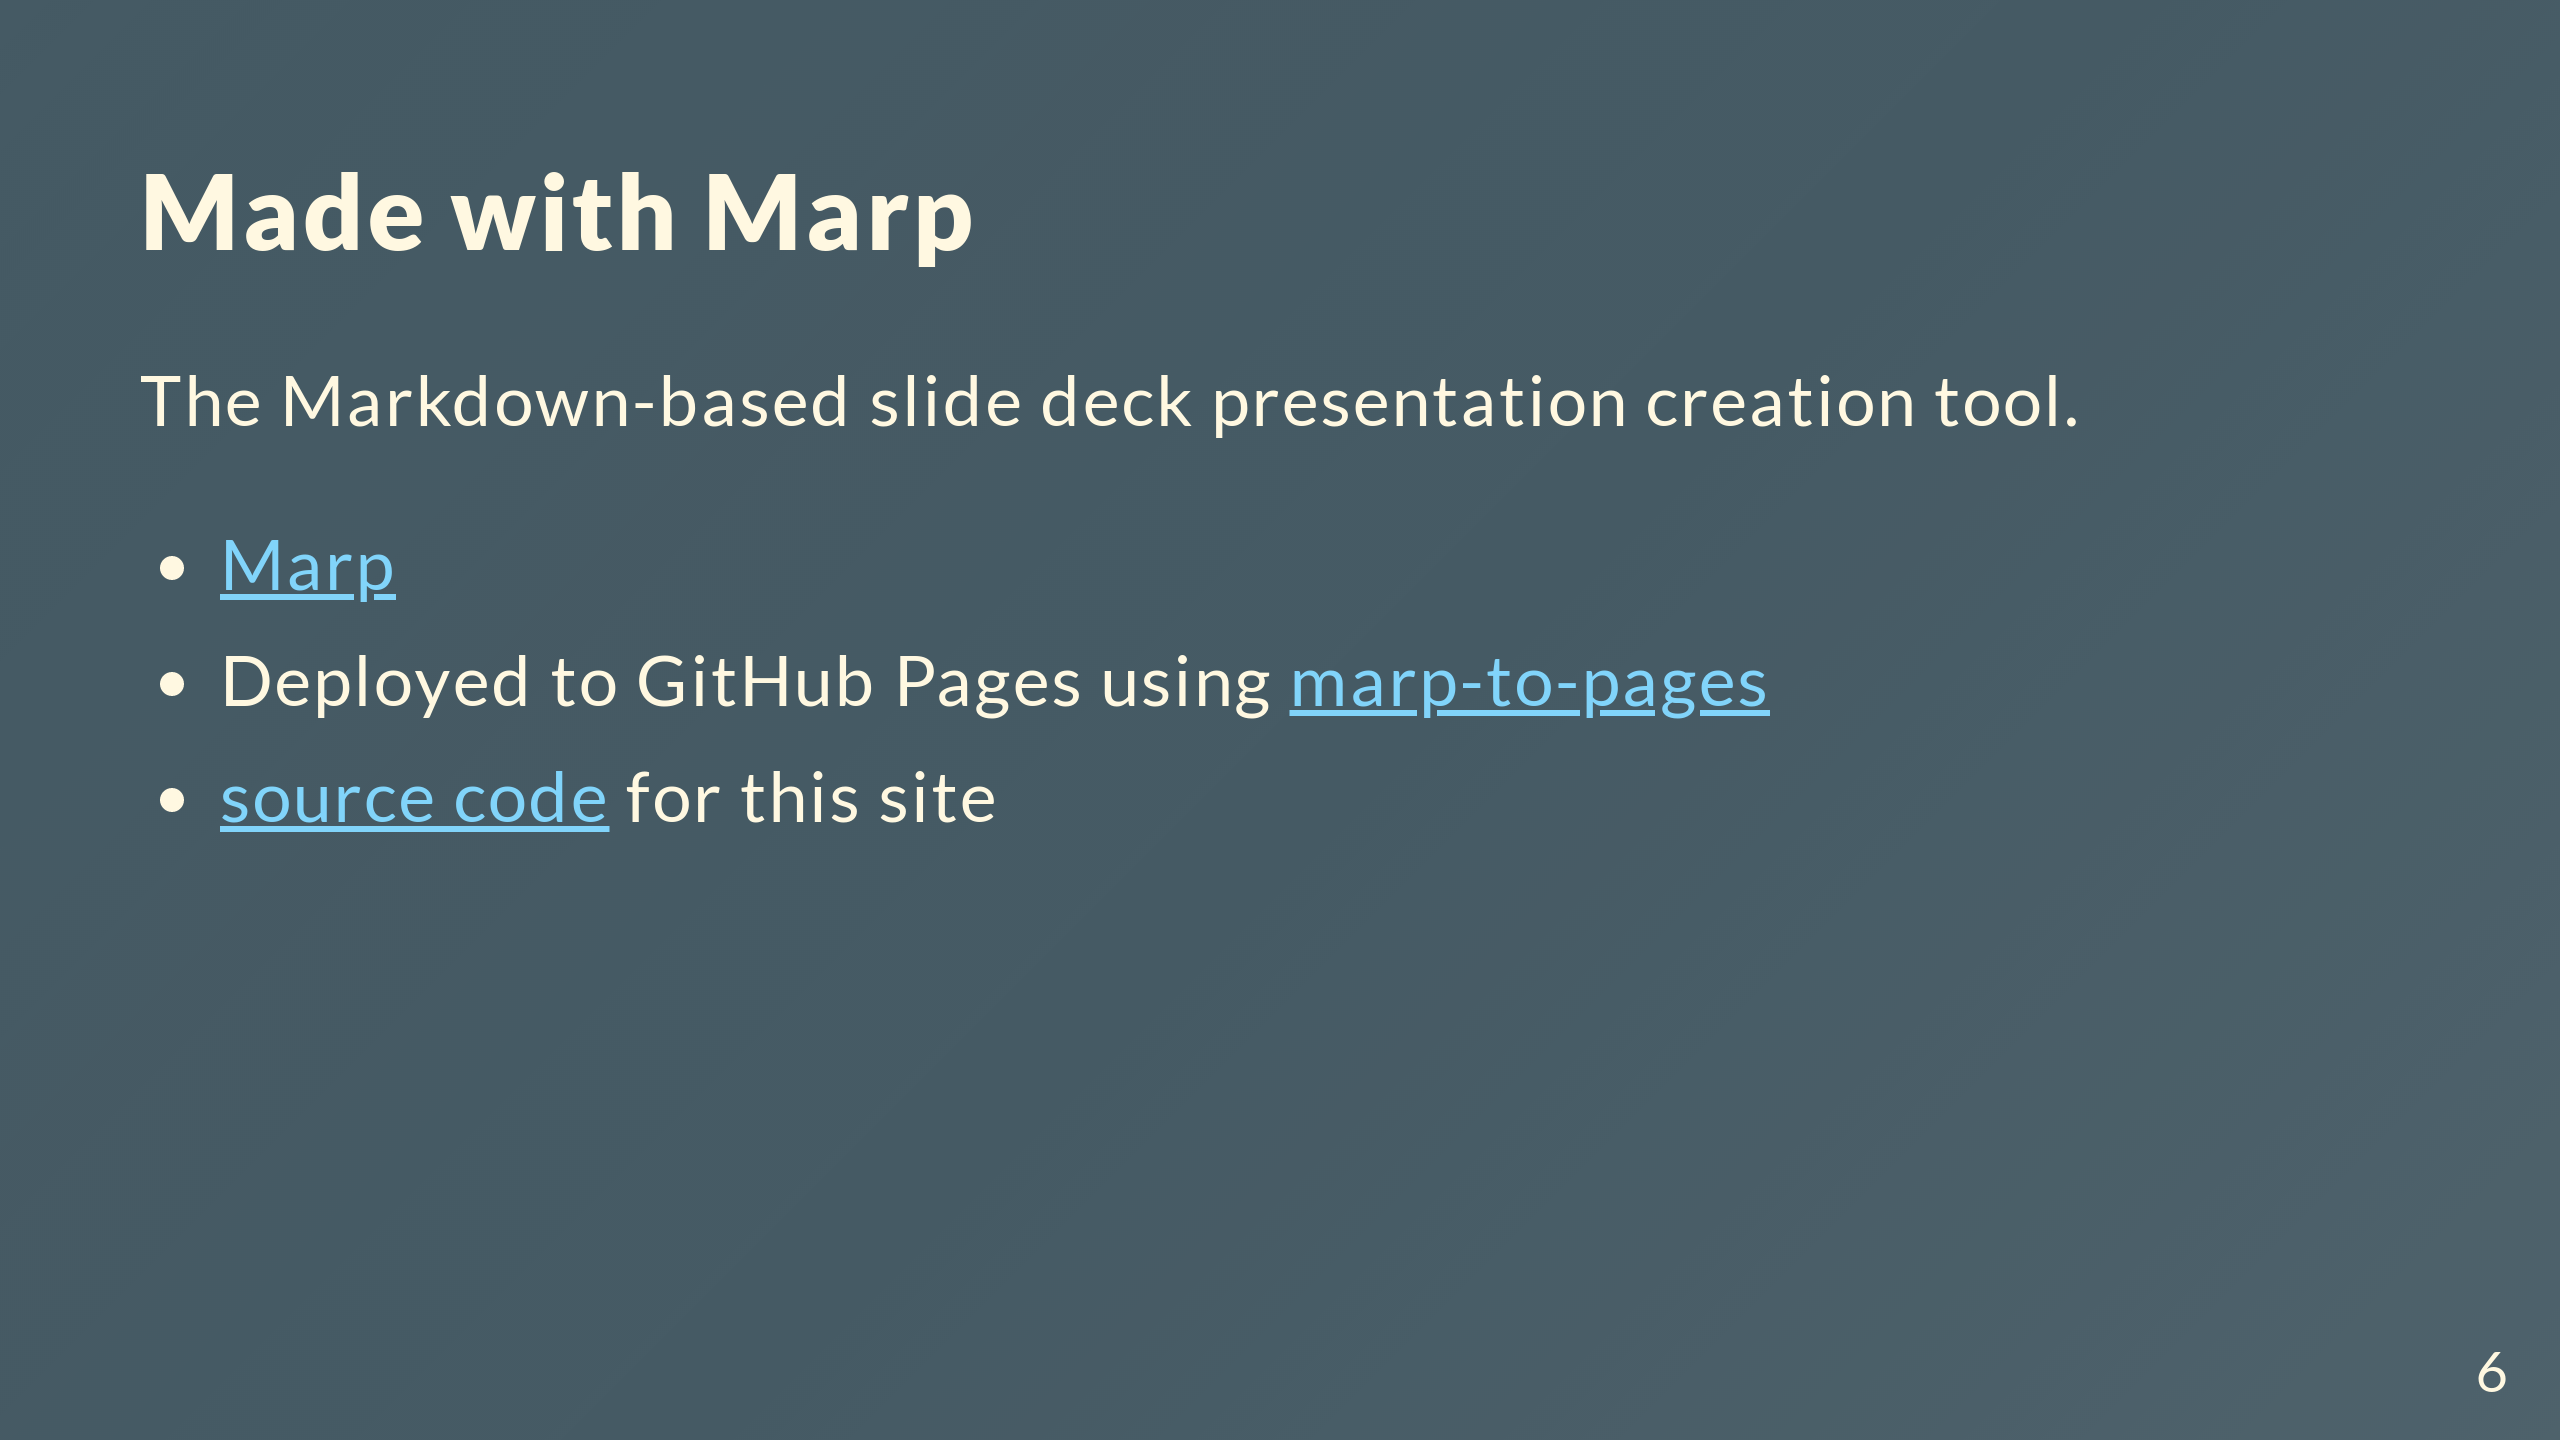 Made with Marp
The Markdown-based slide deck presentation creation tool.
• Marp
• Deployed to GitHub Pages using marp-to-pages
• source code for this site
6